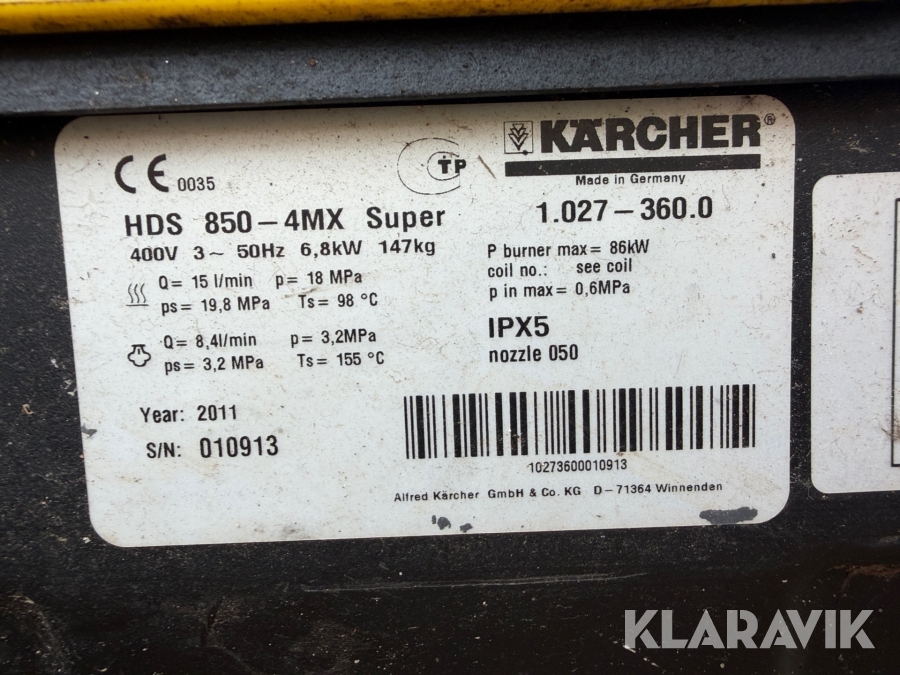 CE 0035
TP
KÄRCHER®
Made in Germany
HDS 850-4MX Super
400V 3~ 50Hz 6,8kW 147kg
Q= 15 l/min p= 18 MPa
ps= 19,8 MPa Ts= 98 °C
Q= 8,4l/min p= 3,2MPa
ps= 3,2 MPa Ts= 155 °C
Year: 2011
S/N: 010913
1.027-360.0
P burner max= 86kW
coil no.: see coil
p in max= 0,6MPa
IPX5
nozzle 050
10273600010913
Alfred Kärcher GmbH & Co. KG D-71364 Winnenden
KLARAVIK